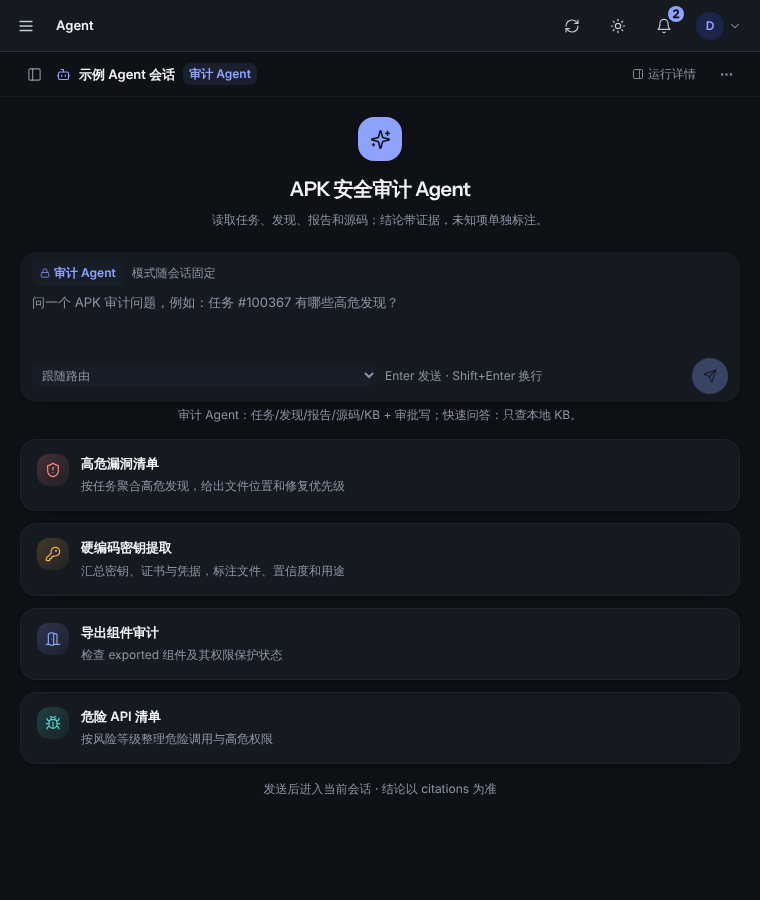 Agent
2
D
示例 Agent 会话
审计 Agent
运行详情
APK 安全审计 Agent
读取任务、发现、报告和源码；结论带证据，未知项单独标注。
审计 Agent
模式随会话固定
问一个 APK 审计问题，例如：任务 #100367 有哪些高危发现？
跟随路由
Enter 发送 · Shift+Enter 换行
审计 Agent：任务/发现/报告/源码/KB + 审批写；快速问答：只查本地 KB。
高危漏洞清单
按任务聚合高危发现，给出文件位置和修复优先级
硬编码密钥提取
汇总密钥、证书与凭据，标注文件、置信度和用途
导出组件审计
检查 exported 组件及其权限保护状态
危险 API 清单
按风险等级整理危险调用与高危权限
发送后进入当前会话 · 结论以 citations 为准